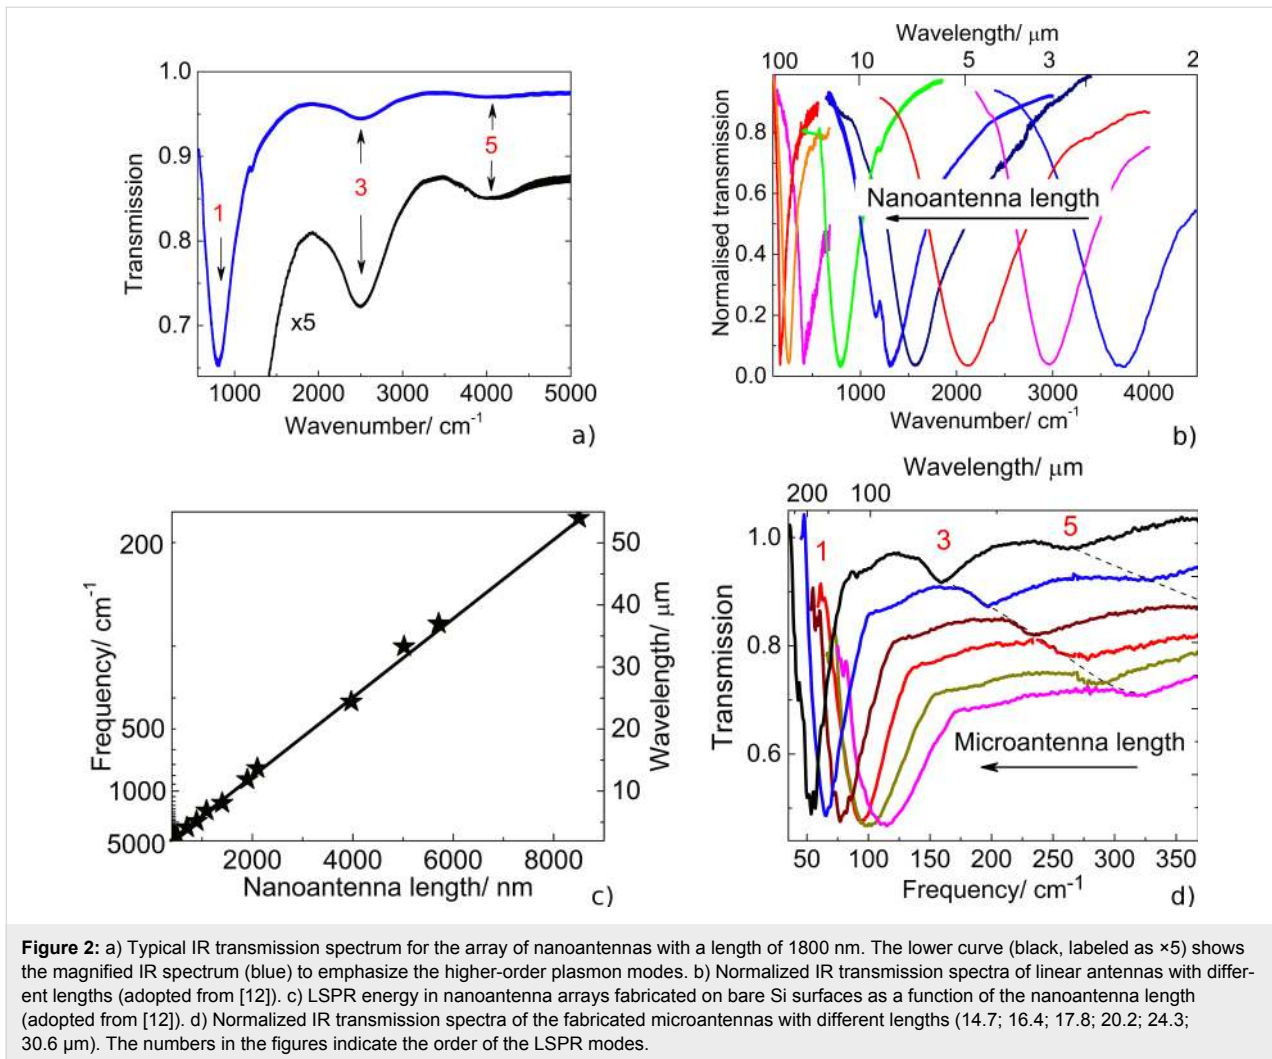 1.0
0.9
0.8
0.7
Transmission
1
3
5
x5
1000 2000 3000 4000 5000
Wavenumber/ cm-1
a)
Wavelength/ μm
100 10 5 3 2
0.8
0.6
0.4
0.2
0.0
Normalised transmission
Nanoantenna length
1000 2000 3000 4000
Wavenumber/ cm-1
b)
200
500
1000
5000
Frequency/ cm-1
50
40
30
20
10
Wavelength/ μm
2000 4000 6000 8000
Nanoantenna length/ nm
c)
Wavelength/ μm
200 100
1.0
0.8
0.6
Transmission
1
3
5
Microantenna length
50 100 150 200 250 300 350
Frequency/ cm-1
d)
Figure 2: a) Typical IR transmission spectrum for the array of nanoantennas with a length of 1800 nm. The lower curve (black, labeled as ×5) shows
the magnified IR spectrum (blue) to emphasize the higher-order plasmon modes. b) Normalized IR transmission spectra of linear antennas with differ-
ent lengths (adopted from [12]). c) LSPR energy in nanoantenna arrays fabricated on bare Si surfaces as a function of the nanoantenna length
(adopted from [12]). d) Normalized IR transmission spectra of the fabricated microantennas with different lengths (14.7; 16.4; 17.8; 20.2; 24.3;
30.6 μm). The numbers in the figures indicate the order of the LSPR modes.